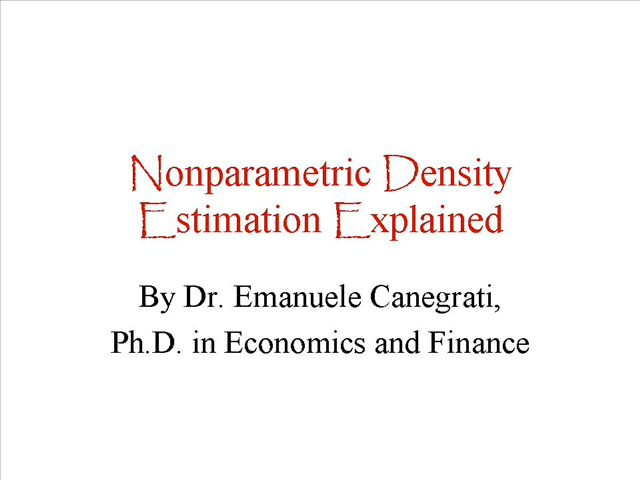 Nonparametric Density
Estimation Explained
By Dr. Emanuele Canegrati,
Ph.D. in Economics and Finance